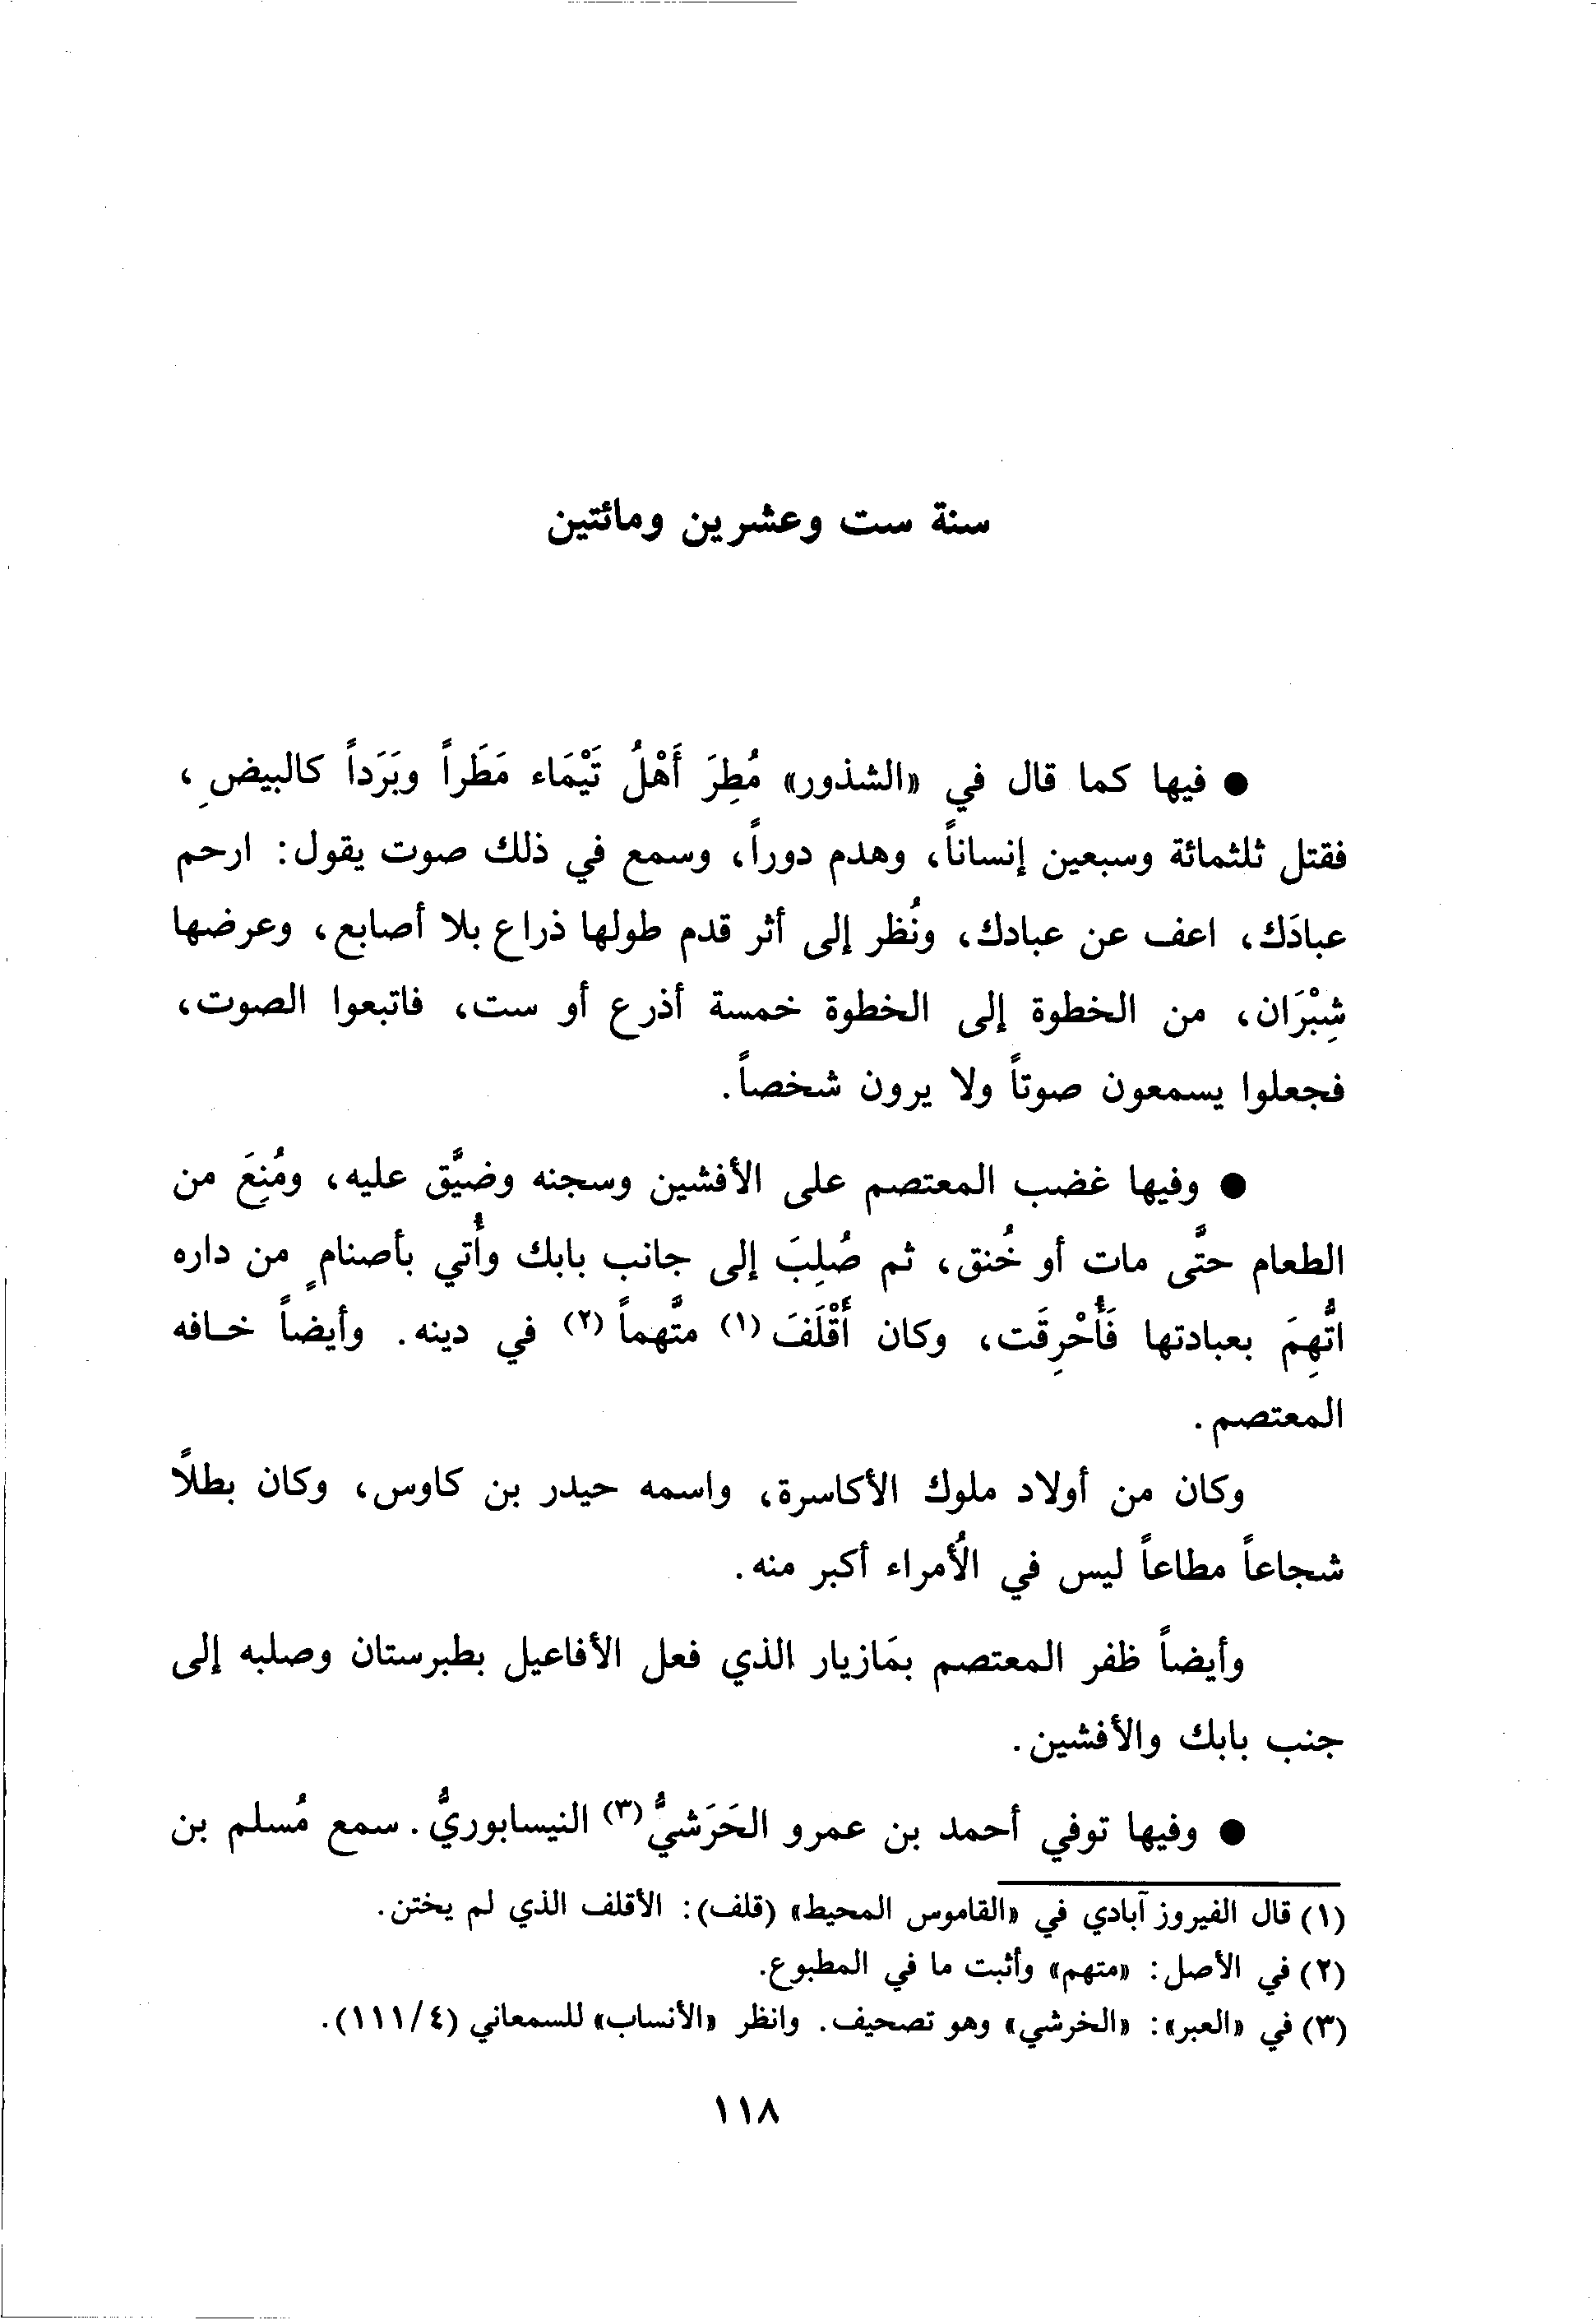 سنة ست وعشرين ومائتين
● فيها كما قال في «الشذور» مُطِرَ أَهْلُ تَيْمَاء مَطَراً وبَرَداً كالبيضِ،
فقتل ثلثمائة وسبعين إنساناً، وهدم دوراً، وسمع في ذلك صوت يقول: ارحم
عبادَك، اعف عن عبادك، ونُظر إلى أثر قدم طولها ذراع بلا أصابع، وعرضها
شِبْرَان، من الخطوة إلى الخطوة خمسة أذرع أو ست، فاتبعوا الصوت،
فجعلوا يسمعون صوتاً ولا يرون شخصاً.
● وفيها غضب المعتصم على الأفشين وسجنه وضيَّق عليه، ومُنِعَ من
الطعام حتَّى مات أو خُنق، ثم صُلِبَ إلى جانب بابك وأُتي بأصنامٍ من داره
اتُّهِمَ بعبادتها فَأُحْرِقَت، وكان أَقْلَفَ (١) متَّهماً (٢) في دينه. وأيضاً خـافه
المعتصم.
وكان من أولاد ملوك الأكاسرة، واسمه حيدر بن كاوس، وكان بطلاً
شجاعاً مطاعاً ليس في الأُمراء أكبر منه.
وأيضاً ظفر المعتصم بمَازيار الذي فعل الأفاعيل بطبرستان وصلبه إلى
جنب بابك والأفشين.
● وفيها توفي أحمد بن عمرو الحَرَشيُّ (٣) النيسابوريُّ. سمع مُسلم بن
(١) قال الفيروز آبادي في «القاموس المحيط» (قلف): الأقلف الذي لم يختن.
(٢) في الأصل: «متهم» وأثبت ما في المطبوع.
(٣) في «العبر»: «الخرشي» وهو تصحيف. وانظر «الأنساب» للسمعاني (٤/١١١).
١١٨